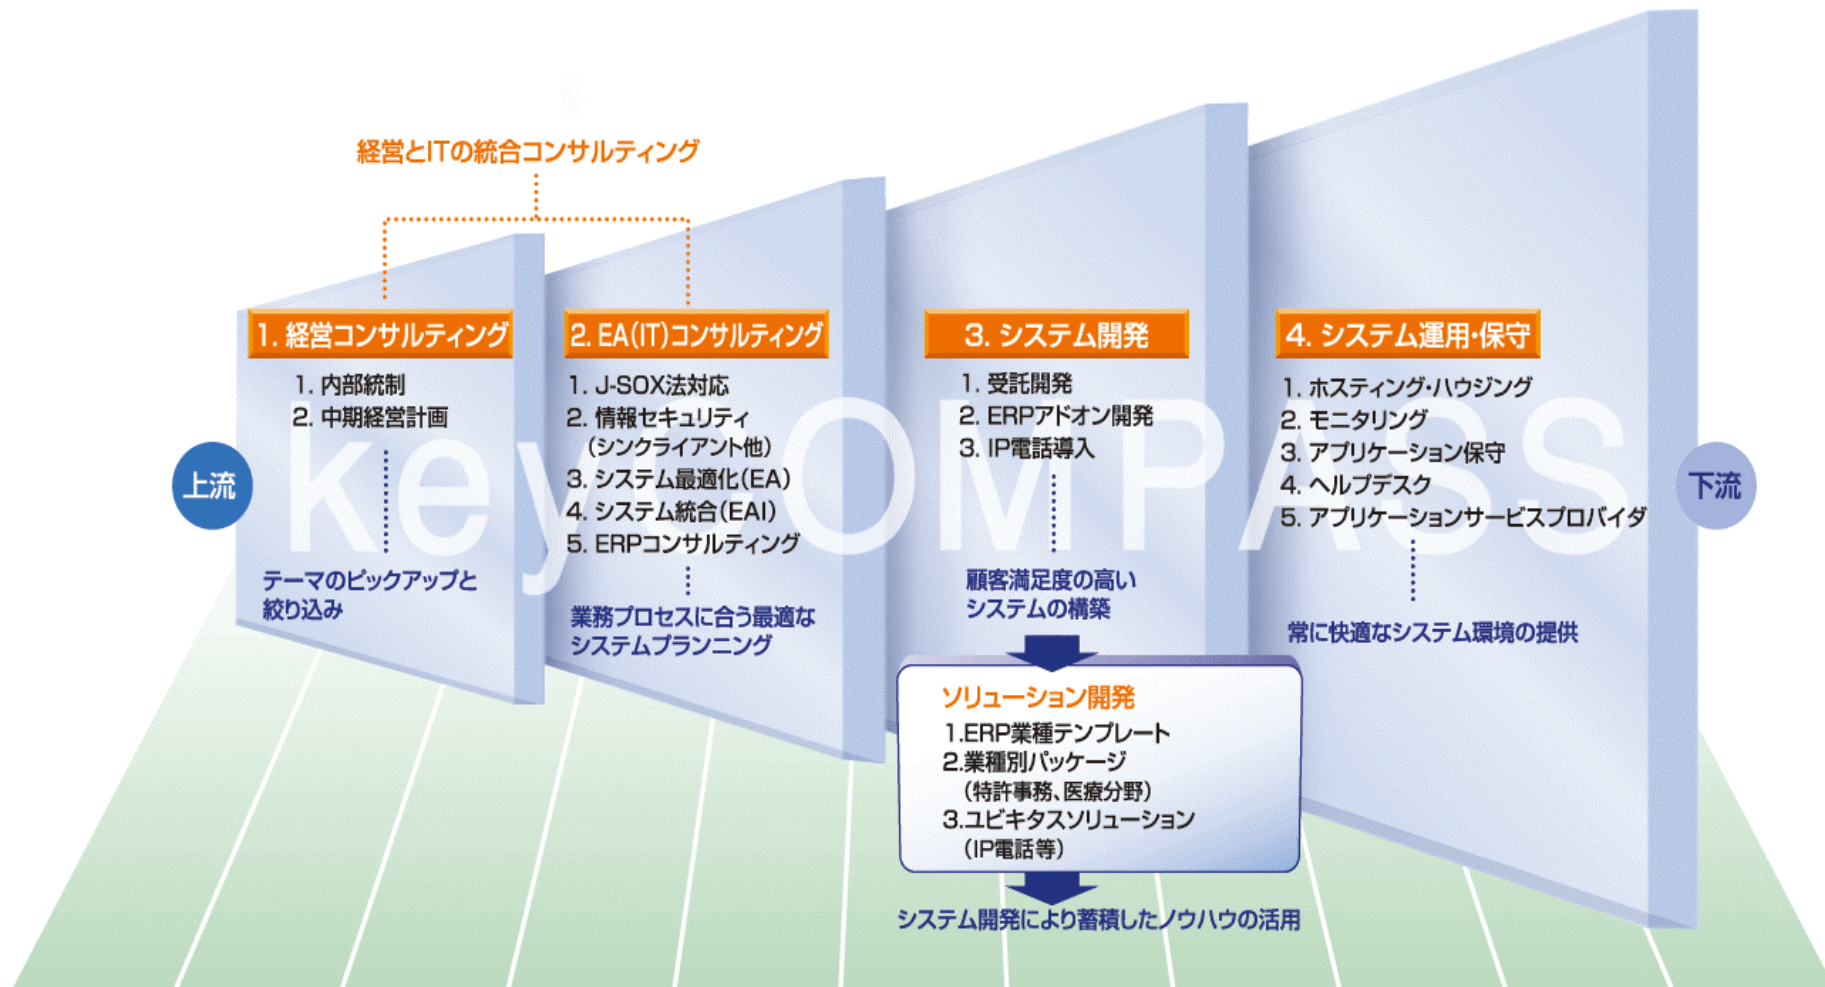 経営とITの統合コンサルティング
1. 経営コンサルティング
1. 内部統制
2. 中期経営計画
テーマのピックアップと
絞り込み
2. EA(IT)コンサルティング
1. J-SOX法対応
2. 情報セキュリティ
(シンクライアント他)
3. システム最適化(EA)
4. システム統合(EAI)
5. ERPコンサルティング
業務プロセスに合う最適な
システムプランニング
3. システム開発
1. 受託開発
2. ERPアドオン開発
3. IP電話導入
顧客満足度の高い
システムの構築
ソリューション開発
1.ERP業種テンプレート
2.業種別パッケージ
(特許事務、医療分野)
3.ユビキタスソリューション
(IP電話等)
システム開発により蓄積したノウハウの活用
4. システム運用・保守
1. ホスティング・ハウジング
2. モニタリング
3. アプリケーション保守
4. ヘルプデスク
5. アプリケーションサービスプロバイダ
常に快適なシステム環境の提供
上流
下流
keyCOMPASS